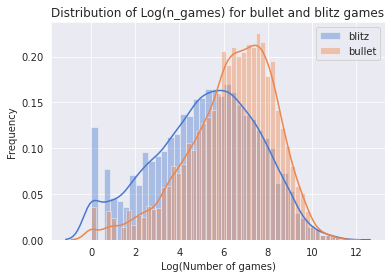 Distribution of Log(n_games) for bullet and blitz games
blitz
bullet
Frequency
0.20
0.15
0.10
0.05
0.00
0 2 4 6 8 10 12
Log(Number of games)